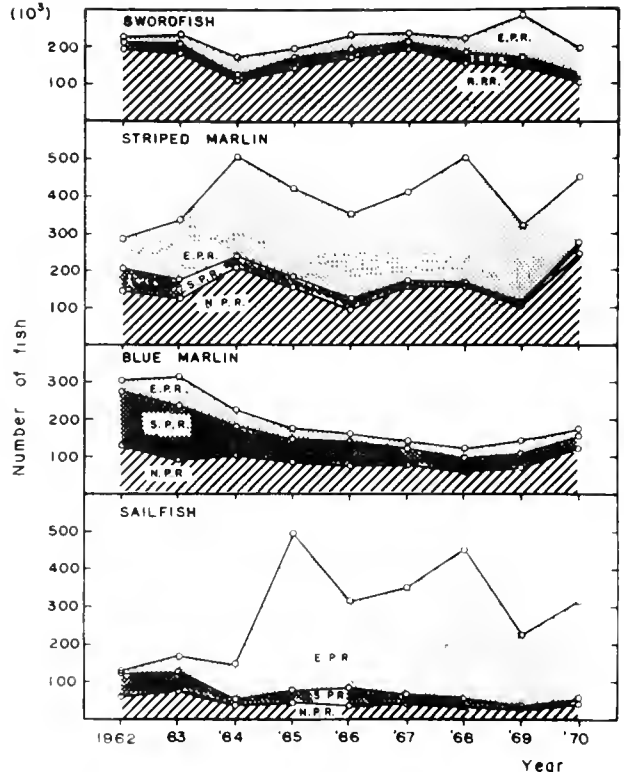 (10³)
SWORDFISH
200
100
E.P.R.
N.P.R.
STRIPED MARLIN
500
400
300
200
100
E.P.R.
S.P.R.
N.P.R.
BLUE MARLIN
300
200
100
E.P.R.
S.P.R.
N.P.R
SAILFISH
500
400
300
200
100
E P R
S P R
N.P.R.
Number of fish
1962 '63 '64 '65 '66 '67 '68 '69 '70
Year